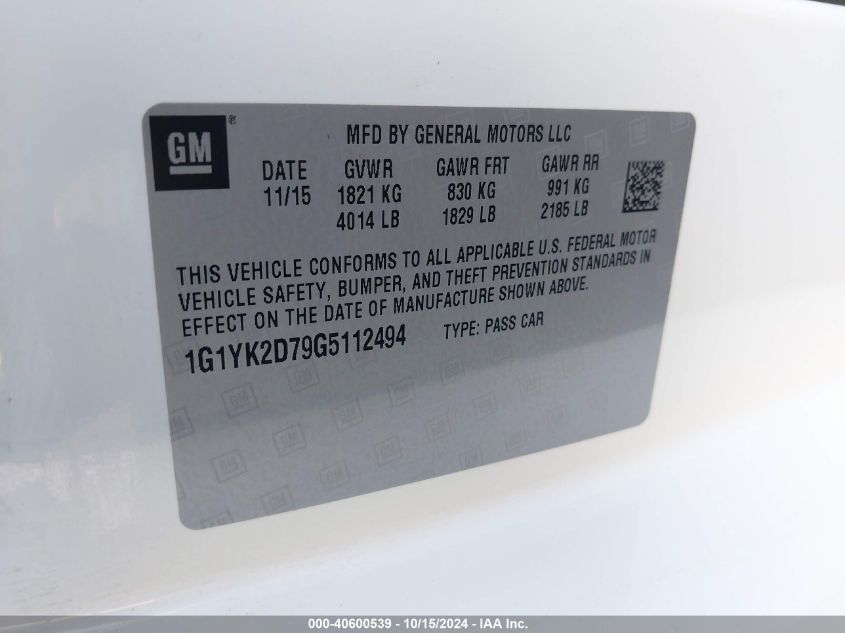 GM®
MFD BY GENERAL MOTORS LLC
DATE GVWR GAWR FRT GAWR RR
11/15 1821 KG 830 KG 991 KG
4014 LB 1829 LB 2185 LB
THIS VEHICLE CONFORMS TO ALL APPLICABLE U.S. FEDERAL MOTOR
VEHICLE SAFETY, BUMPER, AND THEFT PREVENTION STANDARDS IN
EFFECT ON THE DATE OF MANUFACTURE SHOWN ABOVE.
1G1YK2D79G5112494 TYPE: PASS CAR
000-40600539 - 10/15/2024 - IAA Inc.